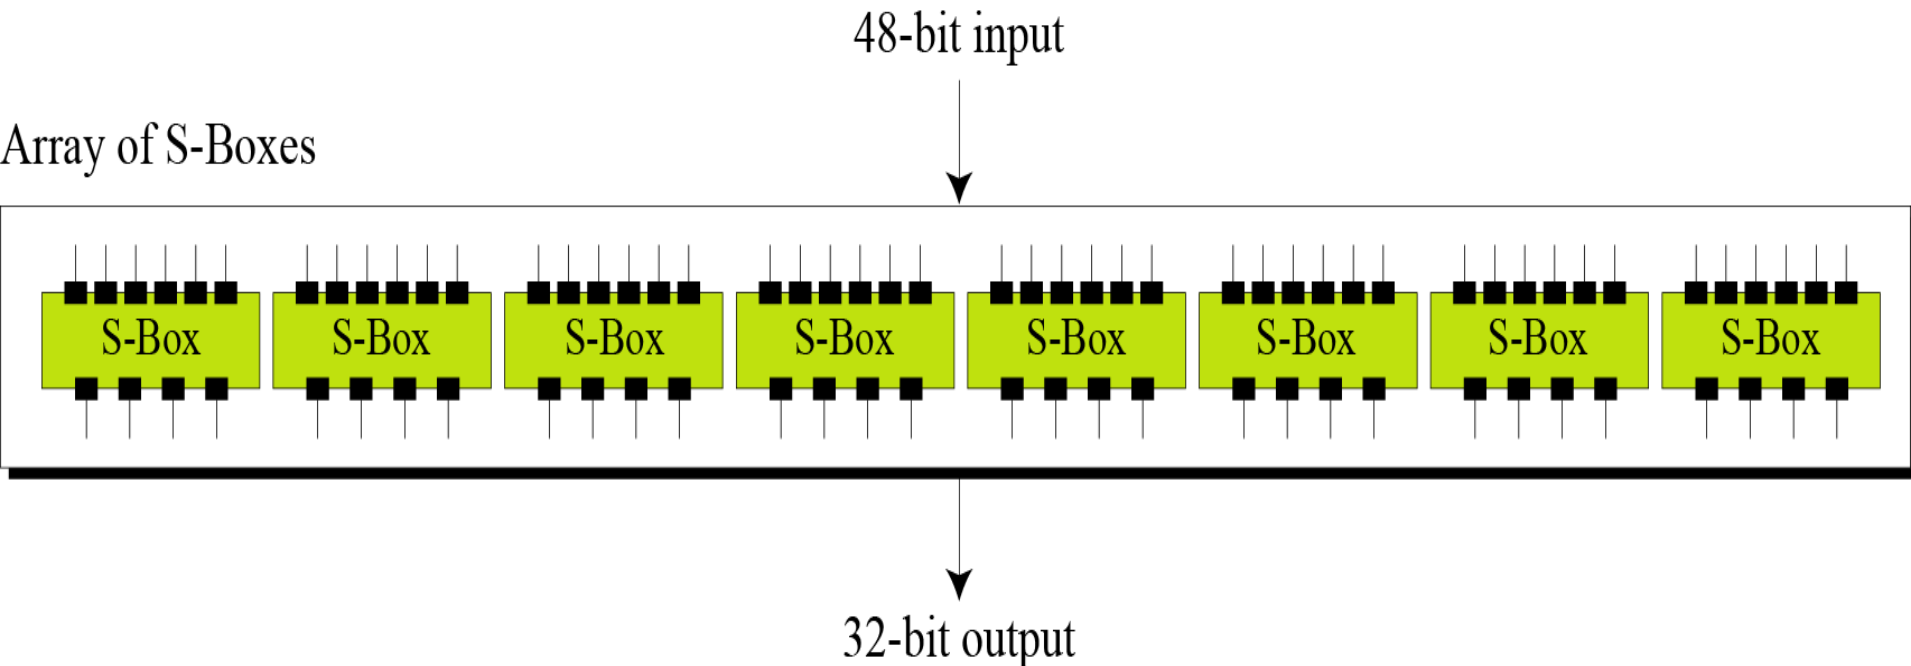 48-bit input
Array of S-Boxes
S-Box S-Box S-Box S-Box S-Box S-Box S-Box S-Box
32-bit output